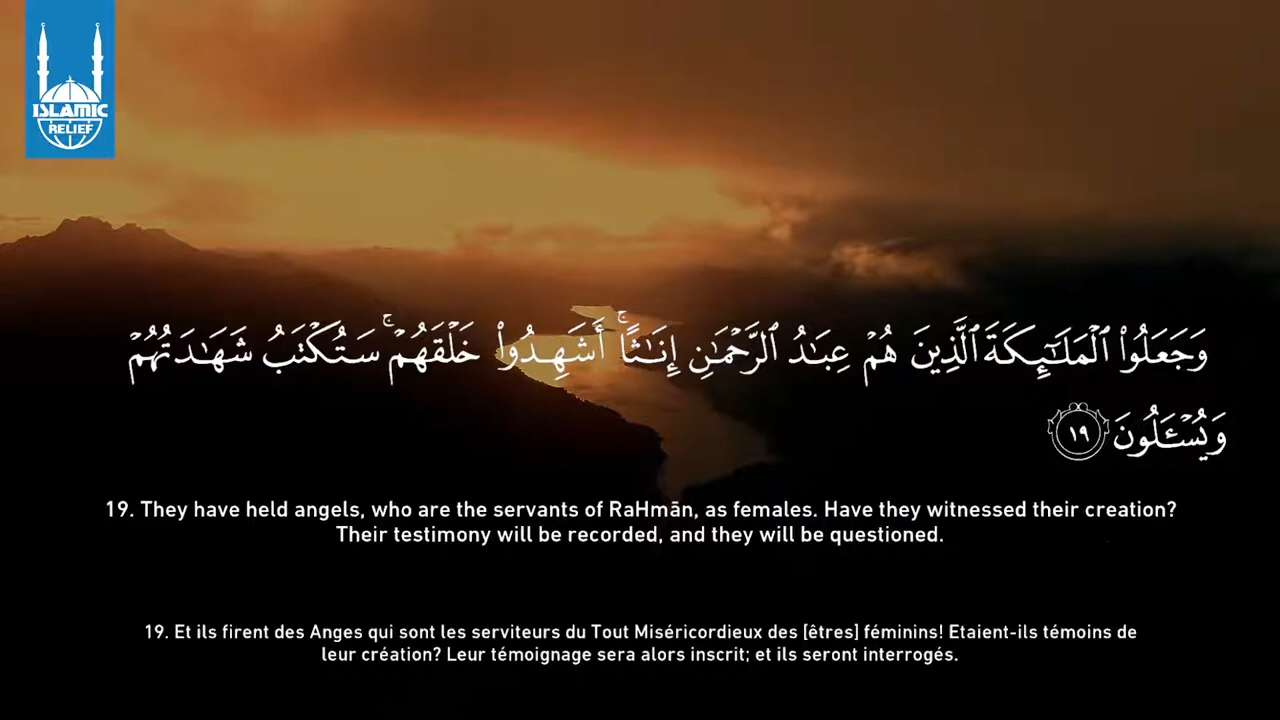 ISLAMIC
RELIEF
وَجَعَلُوا۟ ٱلْمَلَـٰٓئِكَةَ ٱلَّذِينَ هُمْ عِبَـٰدُ ٱلرَّحْمَـٰنِ إِنَـٰثًا ۚ أَشَهِدُوا۟ خَلْقَهُمْ ۚ سَتُكْتَبُ شَهَـٰدَتُهُمْ
وَيُسْـَٔلُونَ ١٩
19. They have held angels, who are the servants of RaHmān, as females. Have they witnessed their creation?
Their testimony will be recorded, and they will be questioned.
19. Et ils firent des Anges qui sont les serviteurs du Tout Miséricordieux des [êtres] féminins! Etaient-ils témoins de
leur création? Leur témoignage sera alors inscrit; et ils seront interrogés.